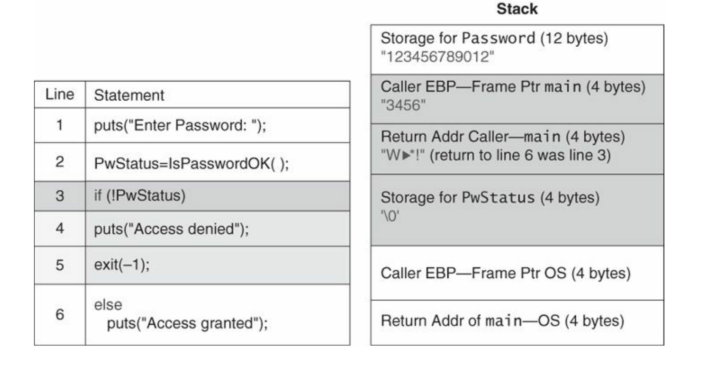 Stack
Storage for Password (12 bytes)
"123456789012"
Caller EBP—Frame Ptr main (4 bytes)
"3456"
Return Addr Caller—main (4 bytes)
"W▶*!" (return to line 6 was line 3)
Storage for PwStatus (4 bytes)
'\0'
Caller EBP—Frame Ptr OS (4 bytes)
Return Addr of main—OS (4 bytes)
Line Statement
1 puts("Enter Password: ");
2 PwStatus=IsPasswordOK( );
3 if (!PwStatus)
4 puts("Access denied");
5 exit(–1);
6 else
puts("Access granted");